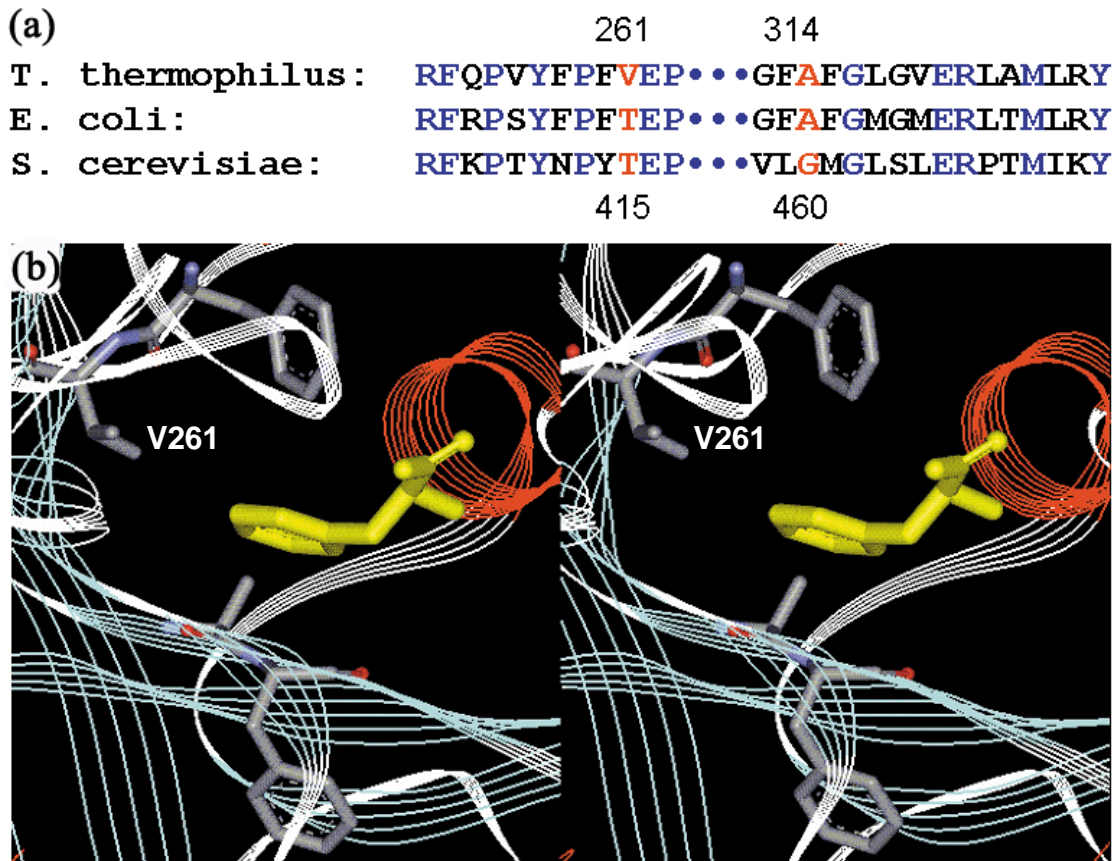 (a)
261 314
T. thermophilus: RFQPVYFPFVEP•••GFAFGLGVERLAMLRY
E. coli: RFRPSYFPFTEP•••GFAFGMGMERLTMLRY
S. cerevisiae: RFKPTYNPYTEP•••VLGMGLSLERPTMIKY
415 460
(b)
V261 V261